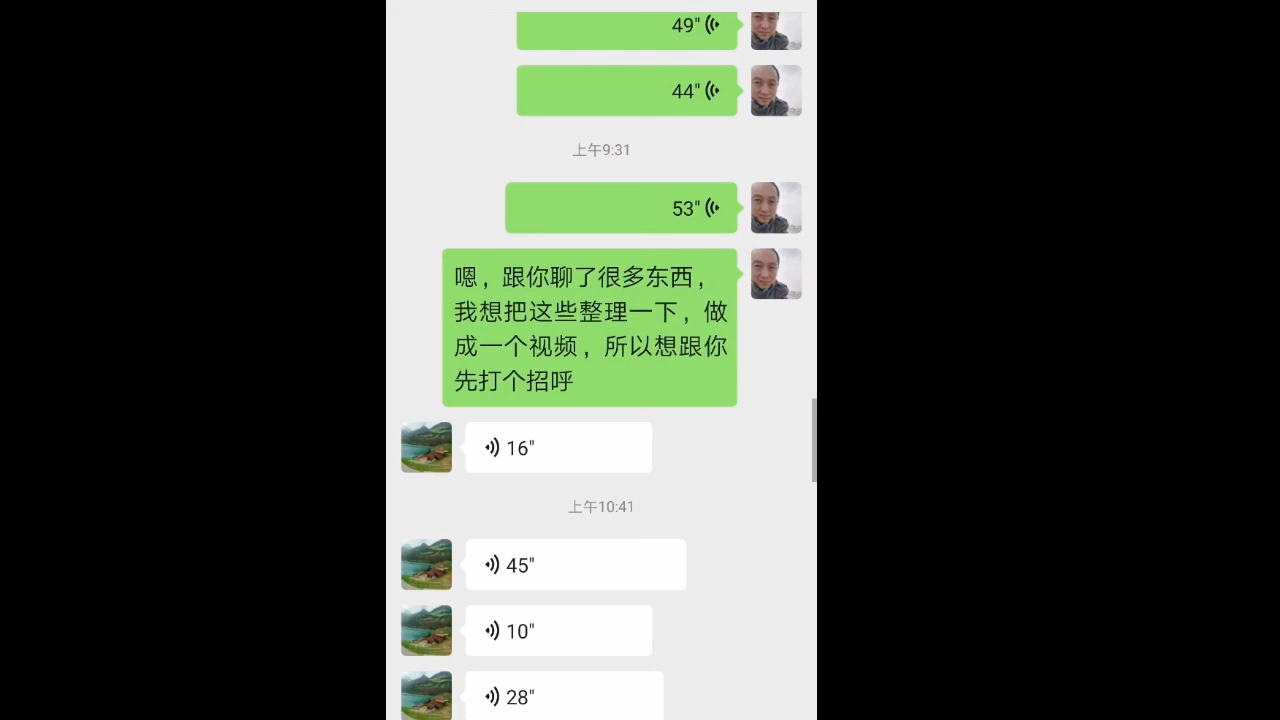 49"
44"
上午9:31
53"
嗯，跟你聊了很多东西，
我想把这些整理一下，做
成一个视频，所以想跟你
先打个招呼
16"
上午10:41
45"
10"
28"